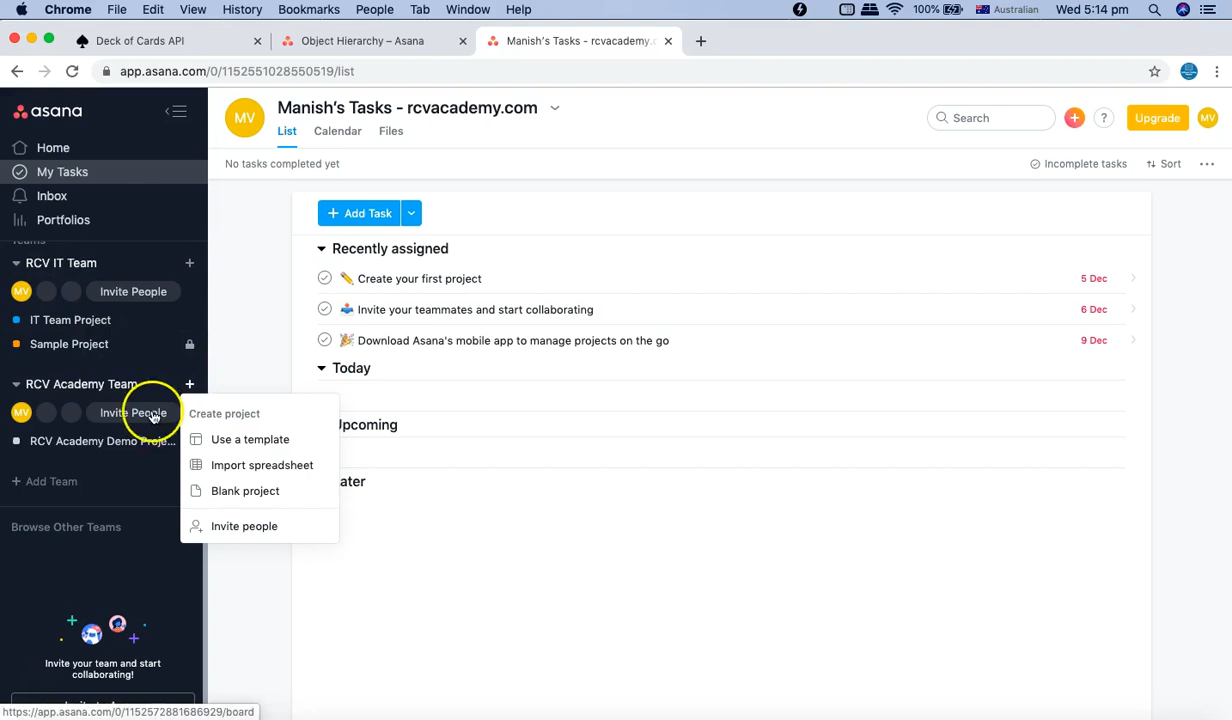 Chrome File Edit View History Bookmarks People Tab Window Help 100% Australian Wed 5:14 pm
Deck of Cards API
Object Hierarchy – Asana
Manish's Tasks - rcvacademy.c
app.asana.com/0/1152551028550519/list
asana
Home
My Tasks
Inbox
Portfolios
Teams
RCV IT Team
MV Invite People
IT Team Project
Sample Project
RCV Academy Team
MV Invite People
RCV Academy Demo Proje...
+ Add Team
Browse Other Teams
Invite your team and start
collaborating!
https://app.asana.com/0/1152572881686929/board
MV
Manish's Tasks - rcvacademy.com
List Calendar Files
Search
?
Upgrade
MV
No tasks completed yet
Incomplete tasks
Sort
+ Add Task
Recently assigned
Create your first project 5 Dec
Invite your teammates and start collaborating 6 Dec
Download Asana's mobile app to manage projects on the go 9 Dec
Today
Upcoming
Create project
Use a template
Import spreadsheet
Blank project
Invite people